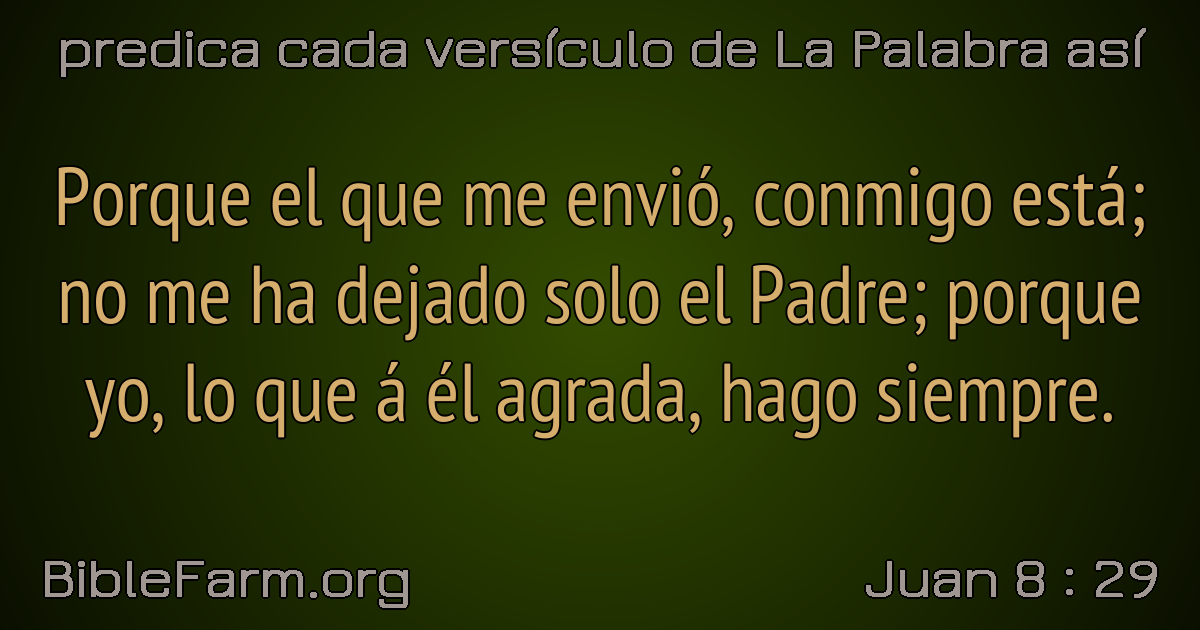 predica cada versículo de La Palabra así
Porque el que me envió, conmigo está;
no me ha dejado solo el Padre; porque
yo, lo que á él agrada, hago siempre.
BibleFarm.org
Juan 8 : 29